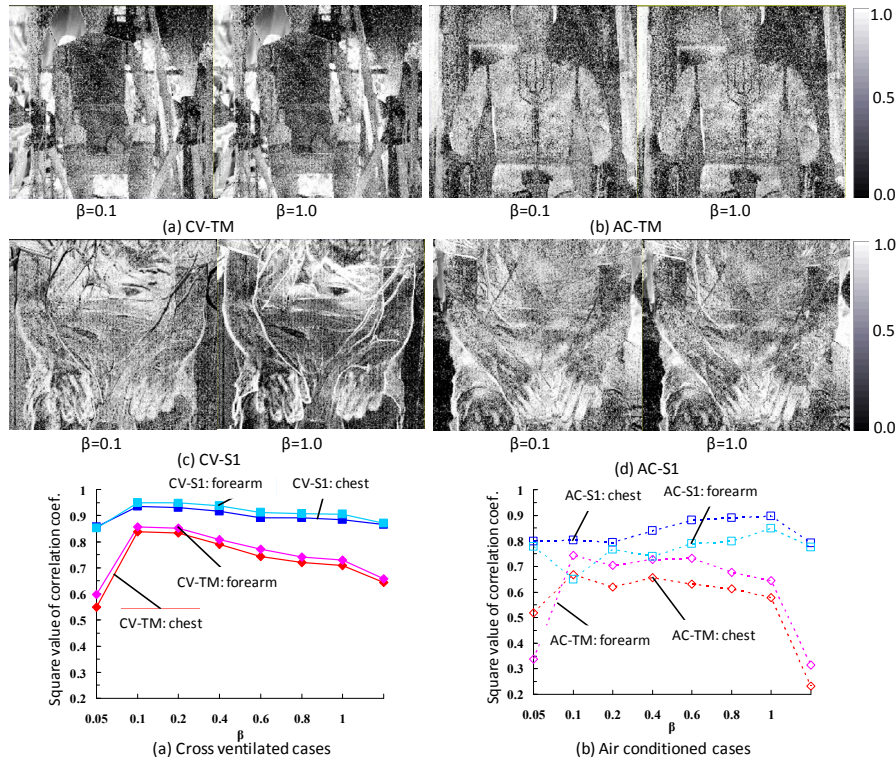 1.0
0.5
0.0
β=0.1
β=1.0
β=0.1
β=1.0
(a) CV-TM
(b) AC-TM
1.0
0.5
0.0
β=0.1
β=1.0
β=0.1
β=1.0
(c) CV-S1
(d) AC-S1
Square value of correlation coef.
1
0.9
0.8
0.7
0.6
0.5
0.4
0.3
0.2
CV-S1: forearm
CV-S1: chest
CV-TM: forearm
CV-TM: chest
0.05
0.1
0.2
0.4
0.6
0.8
1
β
(a) Cross ventilated cases
Square value of correlation coef.
1
0.9
0.8
0.7
0.6
0.5
0.4
0.3
0.2
AC-S1: forearm
AC-S1: chest
AC-TM: forearm
AC-TM: chest
0.05
0.1
0.2
0.4
0.6
0.8
1
β
(b) Air conditioned cases